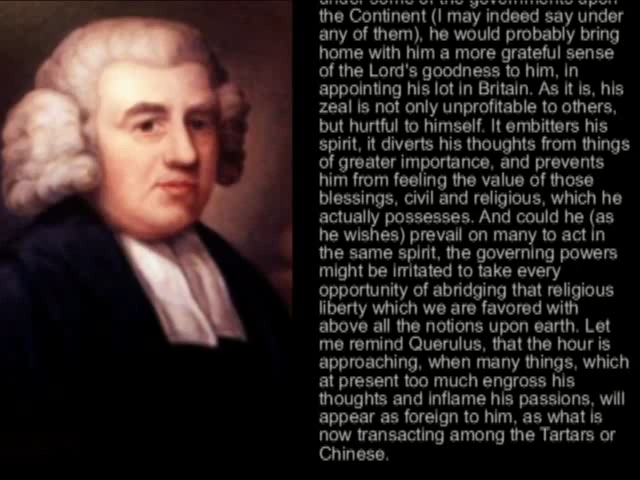 under some of the governments upon
the Continent (I may indeed say under
any of them), he would probably bring
home with him a more grateful sense
of the Lord's goodness to him, in
appointing his lot in Britain. As it is, his
zeal is not only unprofitable to others,
but hurtful to himself. It embitters his
spirit, it diverts his thoughts from things
of greater importance, and prevents
him from feeling the value of those
blessings, civil and religious, which he
actually possesses. And could he (as
he wishes) prevail on many to act in
the same spirit, the governing powers
might be irritated to take every
opportunity of abridging that religious
liberty which we are favored with
above all the notions upon earth. Let
me remind Querulus, that the hour is
approaching, when many things, which
at present too much engross his
thoughts and inflame his passions, will
appear as foreign to him, as what is
now transacting among the Tartars or
Chinese.